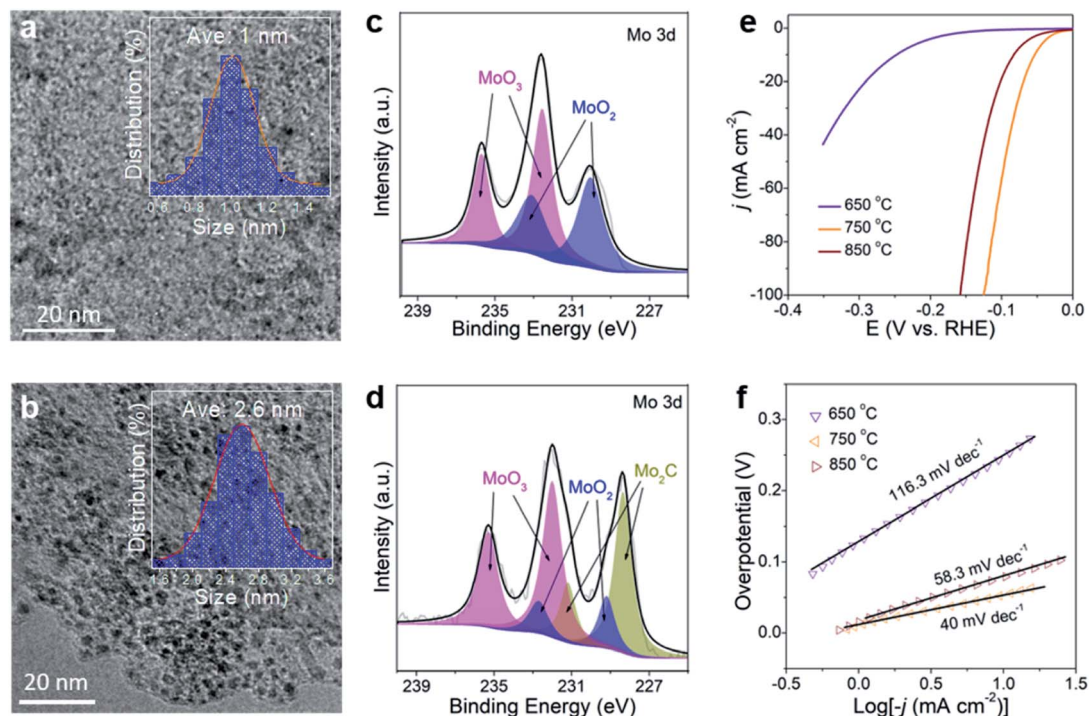 a
Ave: 1 nm
Distribution (%)
0.6 0.8 1.0 1.2 1.4
Size (nm)
20 nm
b
Ave: 2.6 nm
Distribution (%)
1.6 2.0 2.4 2.8 3.2 3.6
Size (nm)
20 nm
c
Mo 3d
MoO₃
MoO₂
Intensity (a.u.)
239 235 231 227
Binding Energy (eV)
d
Mo 3d
MoO₃
MoO₂
Mo₂C
Intensity (a.u.)
239 235 231 227
Binding Energy (eV)
e
0
-20
-40
-60
-80
-100
j (mA cm⁻²)
650 °C
750 °C
850 °C
-0.4 -0.3 -0.2 -0.1 0.0
E (V vs. RHE)
f
0.3
0.2
0.1
0.0
Overpotential (V)
650 °C
750 °C
850 °C
116.3 mV dec⁻¹
58.3 mV dec⁻¹
40 mV dec⁻¹
-0.5 0.0 0.5 1.0 1.5
Log[-j (mA cm⁻²)]